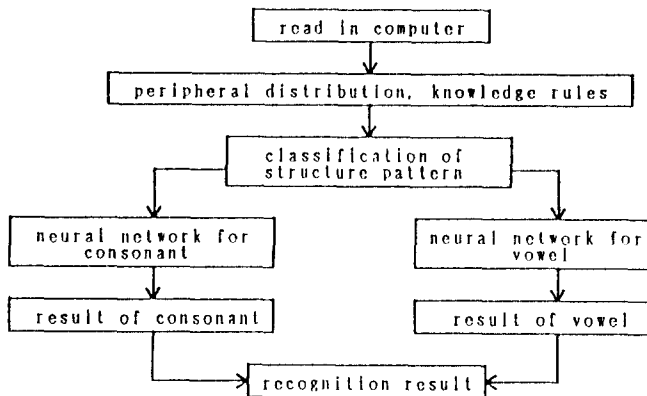 read in computer
peripheral distribution, knowledge rules
classification of
structure pattern
neural network for
consonant
neural network for
vowel
result of consonant
result of vowel
recognition result